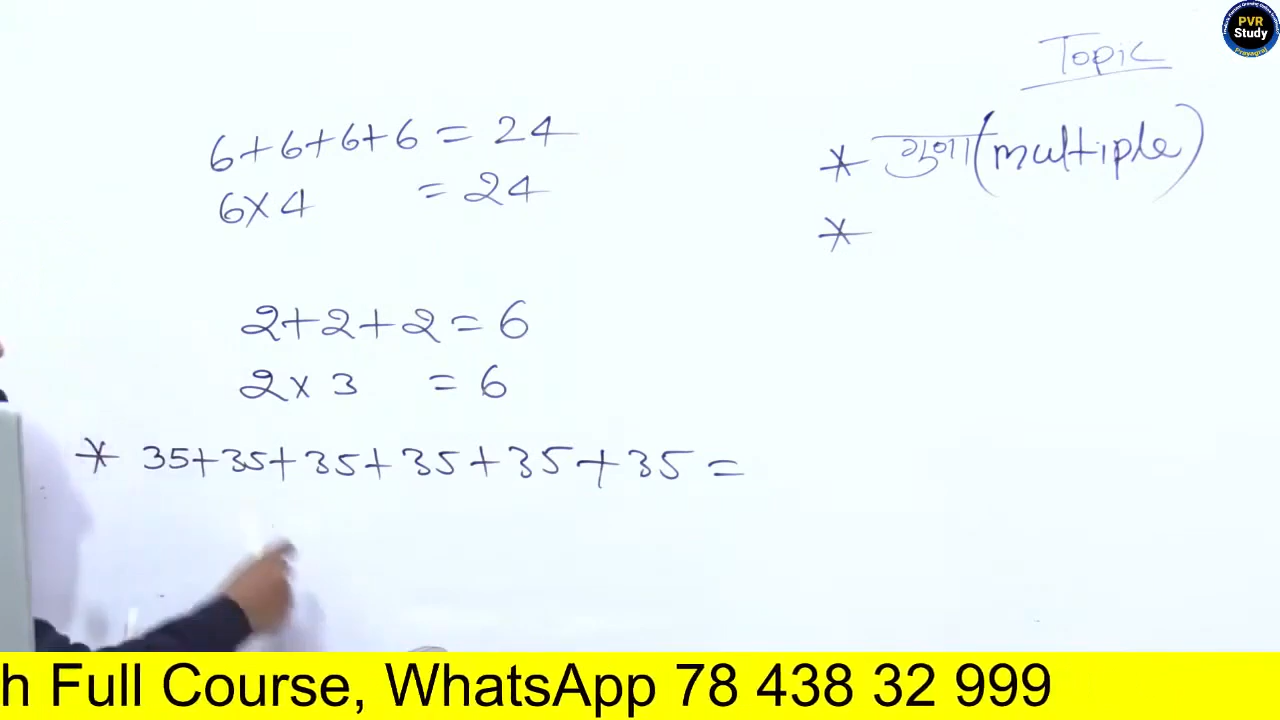 PVR
Study
Prayagraj
Topic
* गुणा (multiple)
*
6+6+6+6 = 24
6×4 = 24
2+2+2=6
2×3 = 6
* 35+35+35+35+35+35=
h Full Course, WhatsApp 78 438 32 999